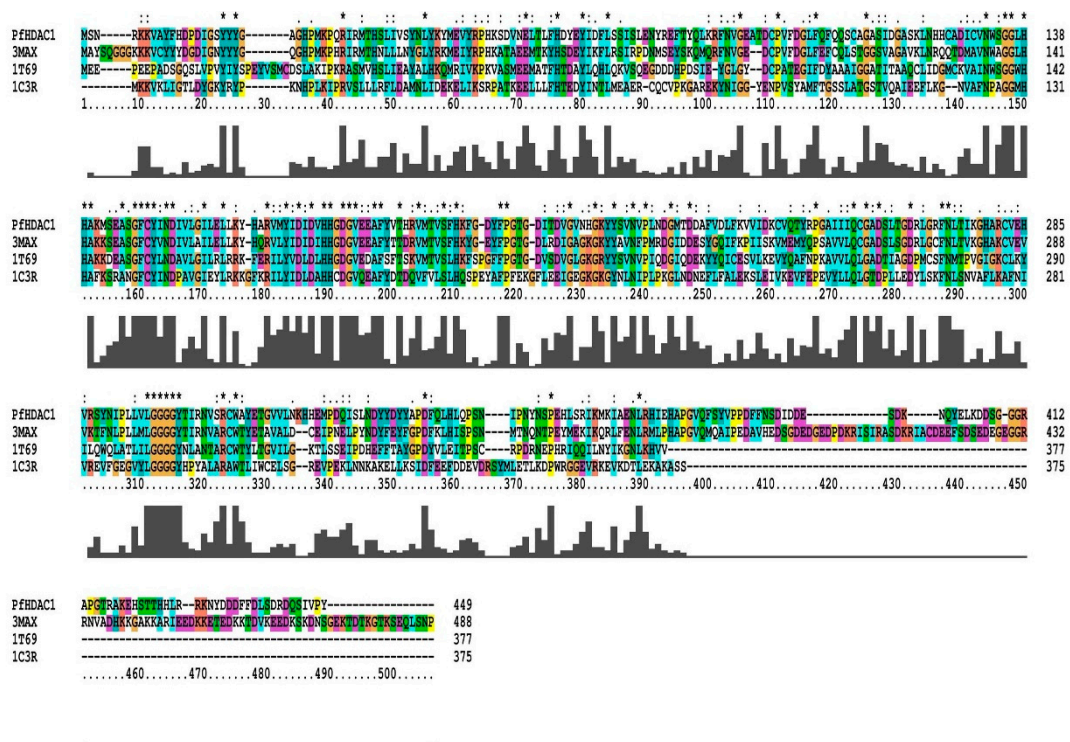 PfHDAC1 MSN-----RKKVAYFHDPDIGSYYYG-------AGHPMKPQRIRMTHSLIVSYNLYKYMEVYRPHKSDVNELTLFHDYEYIDFLSSISLENYREFTYQLKRFNVGEATDCPVFDGLFQFQQSCAGASIDGASKLNHHCADICVNWSGGLH 138
3MAX MAYSQGGGKKKVCYYYDGDIGNYYYG-------QGHPMKPHRIRMTHNLLLNYGLYRKMEIYRPHKATAEEMTKYHSDEYIKFLRSIRPDNMSEYSKQMQRFNVGE--DCPVFDGLFEFCQLSTGGSVAGAVKLNRQQTDMAVNWAGGLH 141
1T69 MEE-----PEEPADSGQSLVPVYIYSPEYVSMCDSLAKIPKRASMVHSLIEAYALHKQMRIVKPKVASMEEMATFHTDAYLQHLQKVSQEGDDDHPDSIE-YGLGY--DCPATEGIFDYAAAIGGATITAAQCLIDGMCKVAINWSGGWH 142
1C3R --------MKKVKLIGTLDYGKYRYP-------KNHPLKIPRVSLLLRFLDAMNLIDEKELIKSRPATKEELLLFHTEDYINTLMEAER-CQCVPKGAREKYNIGG--YENPVSYAMFTGSSLATGSTVQAIEEFLKG--NVAFNPAGGMH 131
1.......10........20........30........40........50........60........70........80........90........100.......110.......120.......130.......140.......150
PfHDAC1 HAKMSEASGFCYINDIVLGILELLKY-HARVMYIDIDVHHGDGVEEAFYVTHRVMTVSFHKFG-DYFPGTG-DITDVGVNHGKYYSVNVPLNDGMTDDAFVDLFKVVIDKCVQTYRPGAIIIQCGADSLTGDRLGRFNLTIKGHARCVEH 285
3MAX HAKKSEASGFCYVNDIVLAILELLKY-HQRVLYIDIDIHHGDGVEEAFYTTDRVMTVSFHKYG-EYFPGTG-DLRDIGAGKGKYYAVNFPMRDGIDDESYGQIFKPIISKVMEMYQPSAVVLQCGADSLSGDRLGCFNLTVKGHAKCVEV 288
1T69 HAKKDEASGFCYLNDAVLGILRLRRK-FERILYVDLDLHHGDGVEDAFSFTSKVMTVSLHKFSPGFFPGTG-DVSDVGLGKGRYYSVNVPIQDGIQDEKYYQICESVLKEVYQAFNPKAVVLQLGADTIAGDPMCSFNMTPVGIGKCLKY 290
1C3R HAFKSRANGFCYINDPAVGIEYLRKKGFKRILYIDLDAHHCDGVQEAFYDTDQVFVLSLHQSPEYAFPFEKGFLEEIGEGKGKGYNLNIPLPKGLNDNEFLFALEKSLEIVKEVFEPEVYLLQLGTDPLLEDYLSKFNLSNVAFLKAFNI 281
.......160.......170.......180.......190.......200.......210.......220.......230.......240.......250.......260.......270.......280.......290.......300
PfHDAC1 VRSYNIPLLVLGGGGYTIRNVSRCWAYETGVVLNKHHEMPDQISLNDYYDYYAPDFQLHLQPSN----IPNYNSPEHLSRIKMKIAENLRHIEHAPGVQFSYVPPDFFNSDIDDE-------------SDK----NQYELKDDSG-GGR 412
3MAX VKTFNLPLLMLGGGGYTIRNVARCWTYETAVALD-CEIPNELPYNDYFEYFGPDFKLHISPSN----MTNQNTPEYMEKIKQRLFENLRMLPHAPGVQMQAIPEDAVHEDSGDEDGEDPDKRISIRASDKRIACDEEFSDSEDEGEGGR 432
1T69 ILQWQLATLILGGGGYNLANTARCWTYLTGVILG-KTLSSEIPDHEFFTAYGPDYVLEITPSC----RPDRNEPHRIQQILNYIKGNLKHVV--------------------------------------------------------- 377
1C3R VREVFGEGVYLGGGGYHPYALARAWTLIWCELSG-REVPEKLNNKAKELLKSIDFEEFDDEVDRSYMLETLKDPWRGGEVRKEVKDTLEKAKASS------------------------------------------------------ 375
.......310.......320.......330.......340.......350.......360.......370.......380.......390.......400.......410.......420.......430.......440.......450
PfHDAC1 APGTRAKEHSTTHHLR--RKNYDDDFFDLSDRDQSIVPY----------------- 449
3MAX RNVADHKKGAKKARIEEDKKETEDKKTDVKEEDKSKDNSGEKTDTKGTKSEQLSNP 488
1T69 -------------------------------------------------------- 377
1C3R -------------------------------------------------------- 375
.......460.......470.......480.......490.......500......